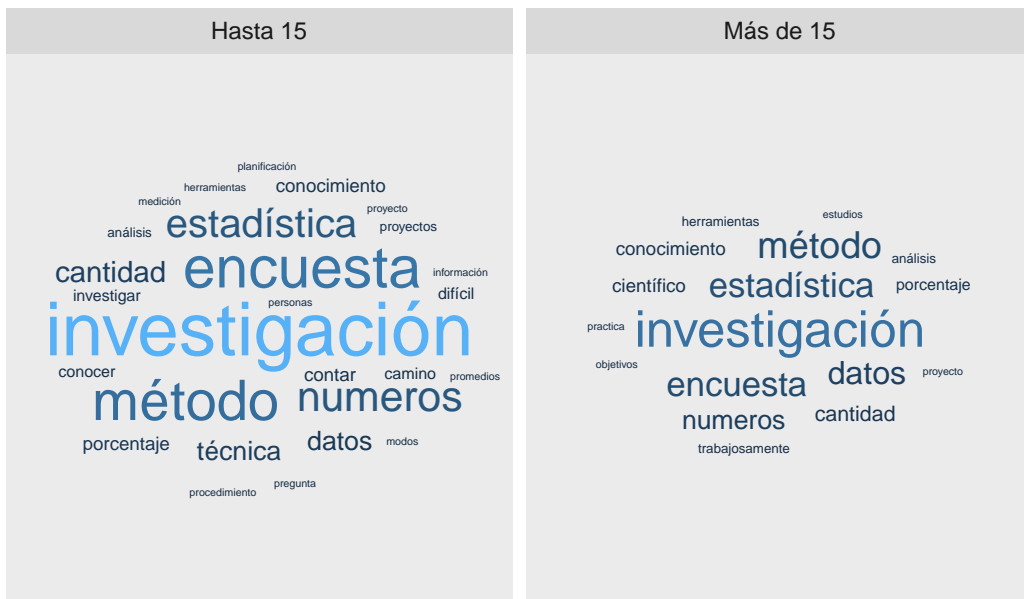 Hasta 15
planificación
herramientas conocimiento
medición
proyecto
estadística
análisis
proyectos
encuesta
cantidad
información
investigar
difícil
personas
investigación
conocer
contar
camino
promedios
método
numeros
porcentaje
técnica
datos
modos
pregunta
procedimiento
Más de 15
estudios
herramientas
método
conocimiento
análisis
científico
estadística
porcentaje
practica
investigación
objetivos
datos
proyecto
encuesta
cantidad
numeros
trabajosamente